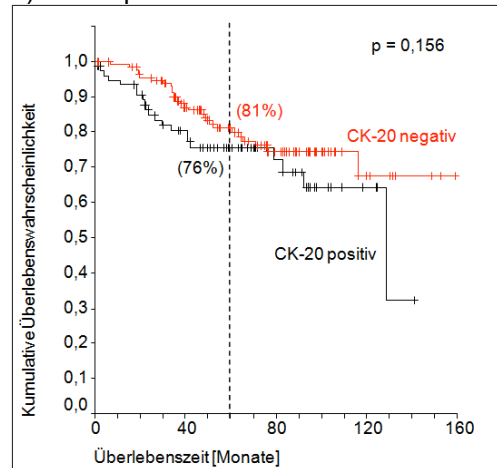 p = 0,156
1,0
0,9
0,8
0,7
0,6
0,5
0,4
0,3
0,2
0,1
0,0
Kumulative Überlebenswahrscheinlichkeit
(81%)
CK-20 negativ
(76%)
CK-20 positiv
0 40 80 120 160
Überlebenszeit [Monate]